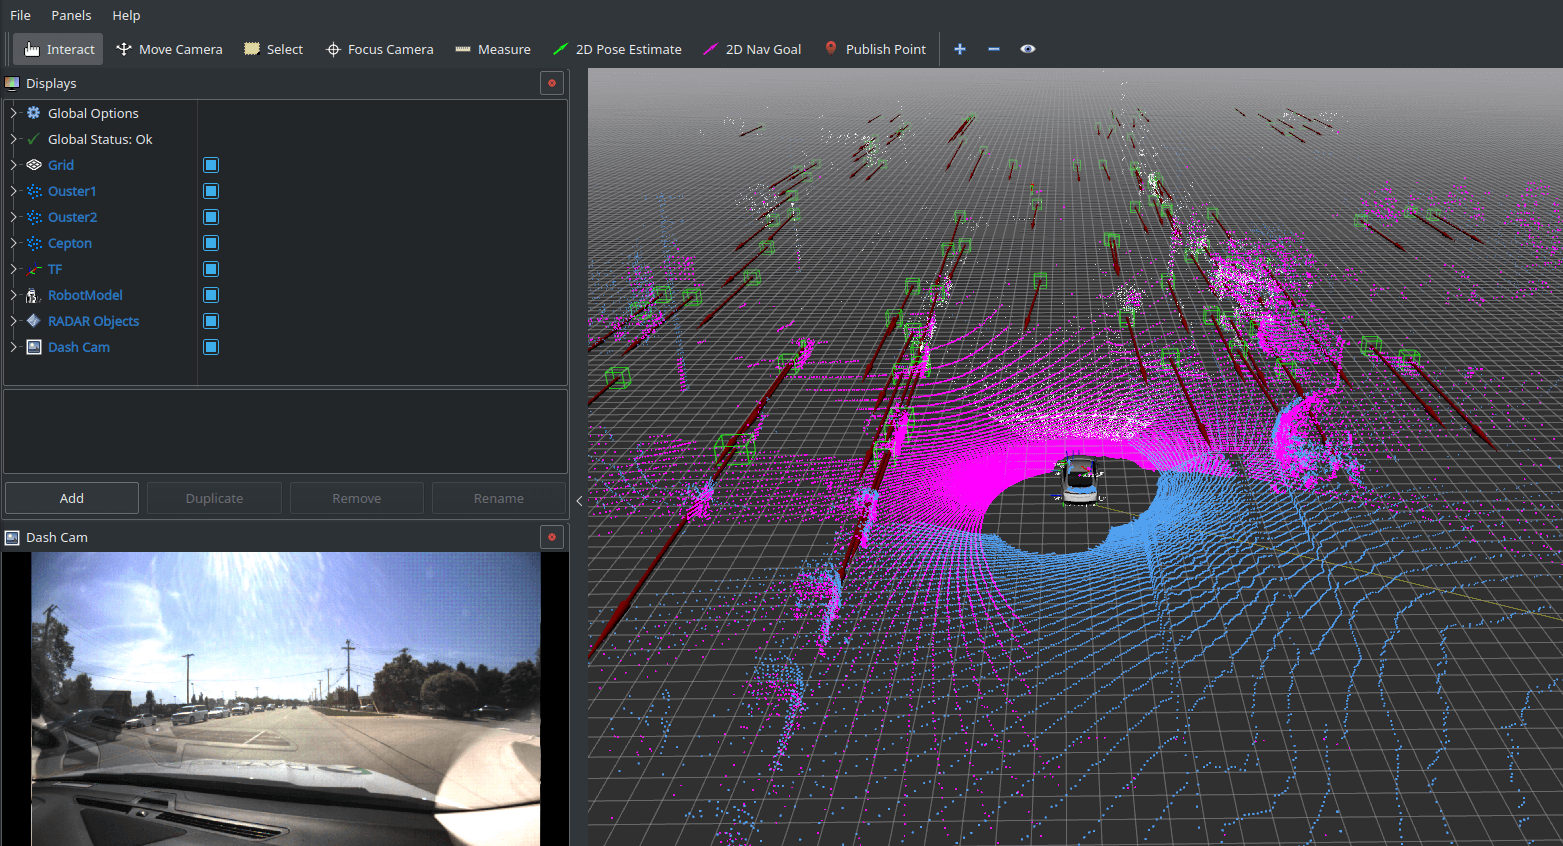 File Panels Help
Interact Move Camera Select Focus Camera Measure 2D Pose Estimate 2D Nav Goal Publish Point
Displays
Global Options
Global Status: Ok
Grid
Ouster1
Ouster2
Cepton
TF
RobotModel
RADAR Objects
Dash Cam
Add Duplicate Remove Rename
Dash Cam